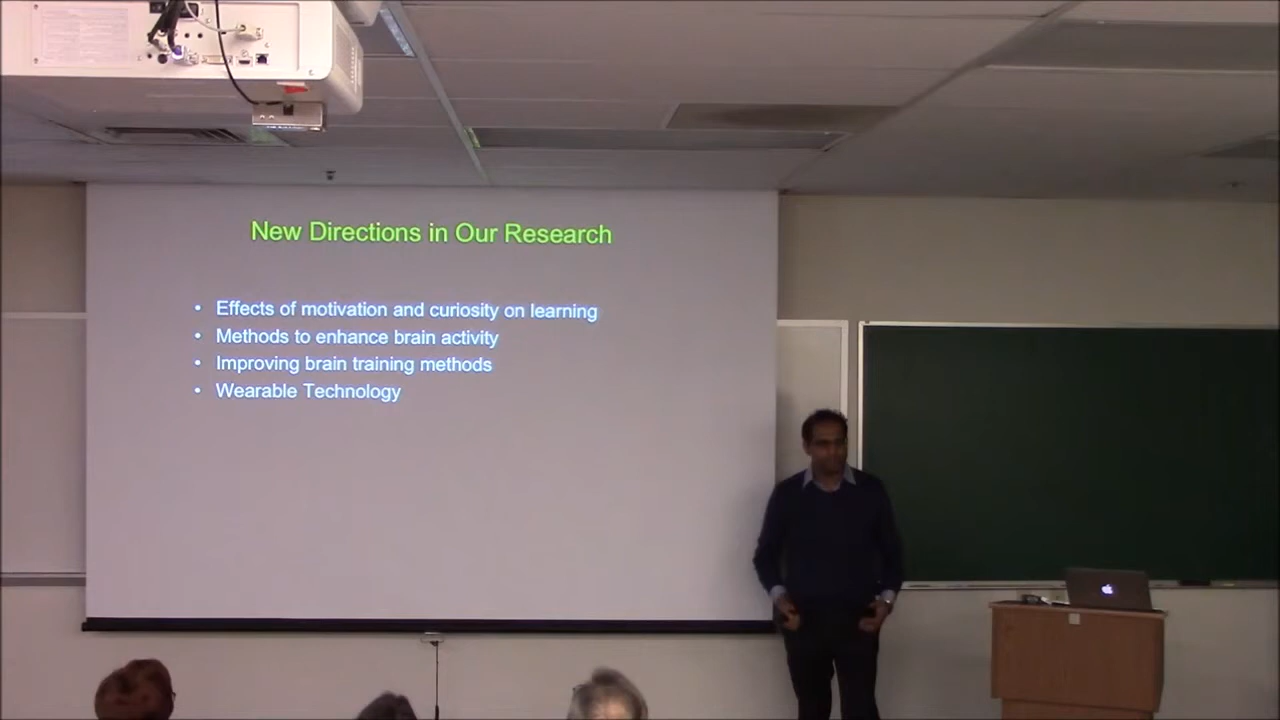 New Directions in Our Research
• Effects of motivation and curiosity on learning
• Methods to enhance brain activity
• Improving brain training methods
• Wearable Technology